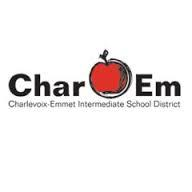 Char Em
Charlevoix-Emmet Intermediate School District